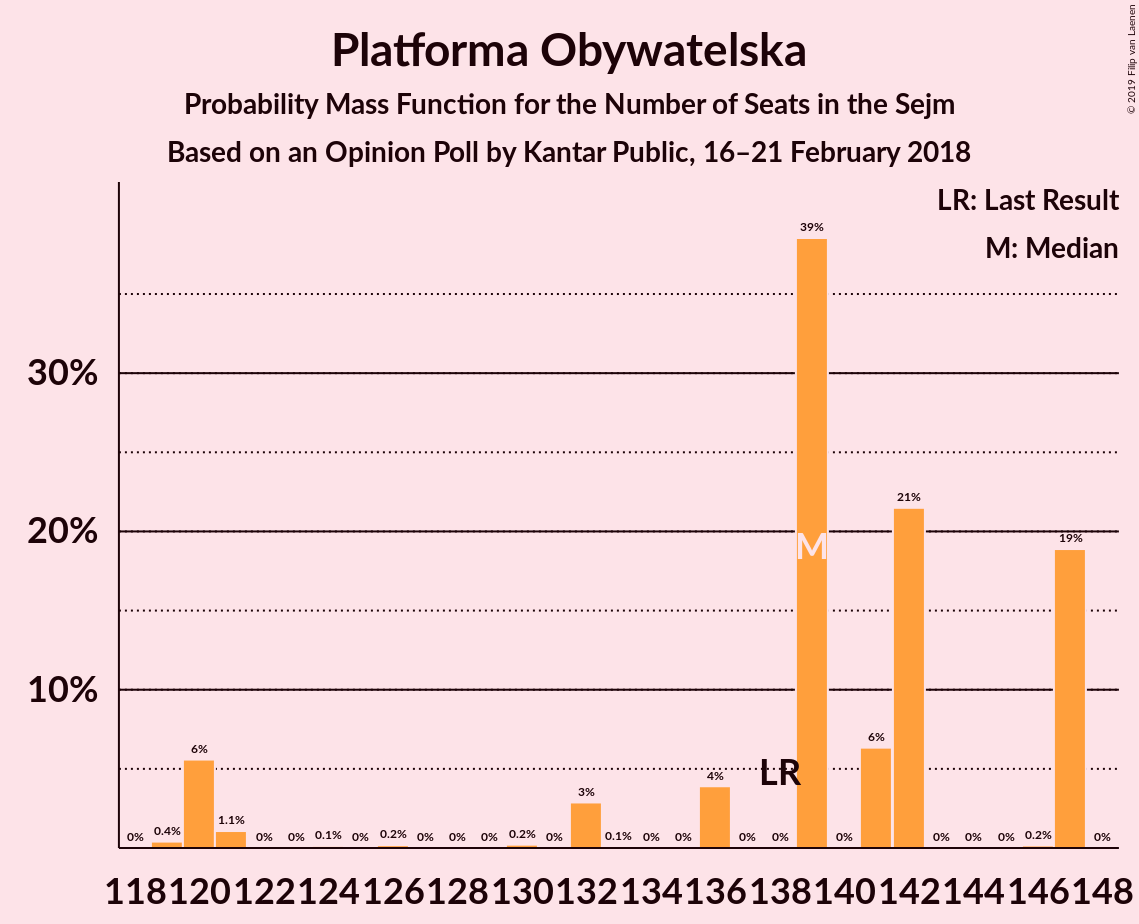 Platforma Obywatelska
Probability Mass Function for the Number of Seats in the Sejm
Based on an Opinion Poll by Kantar Public, 16–21 February 2018
© 2019 Filip van Laenen
LR: Last Result
M: Median
39%
30%
21%
20%
19%
M
10%
6%
6%
4%
LR
3%
1.1%
0% 0.4% 0% 0% 0.1% 0% 0.2% 0% 0% 0% 0.2% 0% 0.1% 0% 0% 0% 0% 0% 0% 0% 0% 0.2% 0%
118 120 122 124 126 128 130 132 134 136 138 140 142 144 146 148